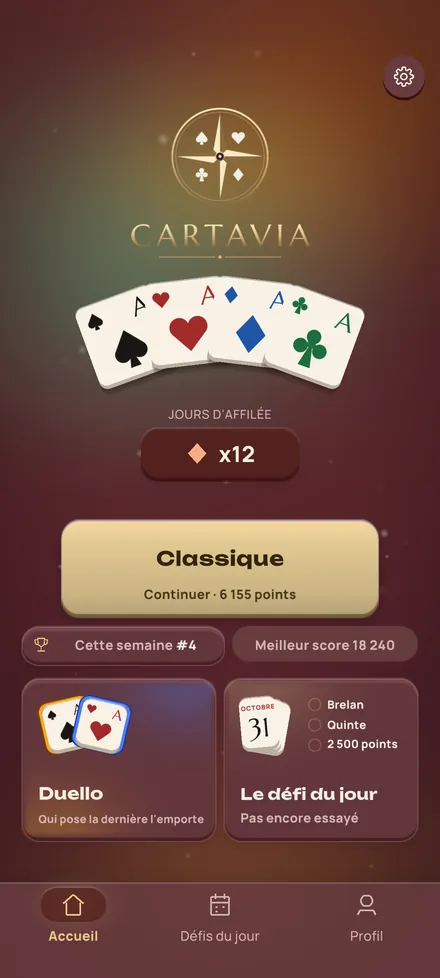 CARTAVIA
A A A A
JOURS D'AFFILÉE
x12
Classique
Continuer · 6 155 points
Cette semaine #4
Meilleur score 18 240
A A
OCTOBRE
31
Brelan
Quinte
2 500 points
Duello
Qui pose la dernière l'emporte
Le défi du jour
Pas encore essayé
Accueil
Défis du jour
Profil